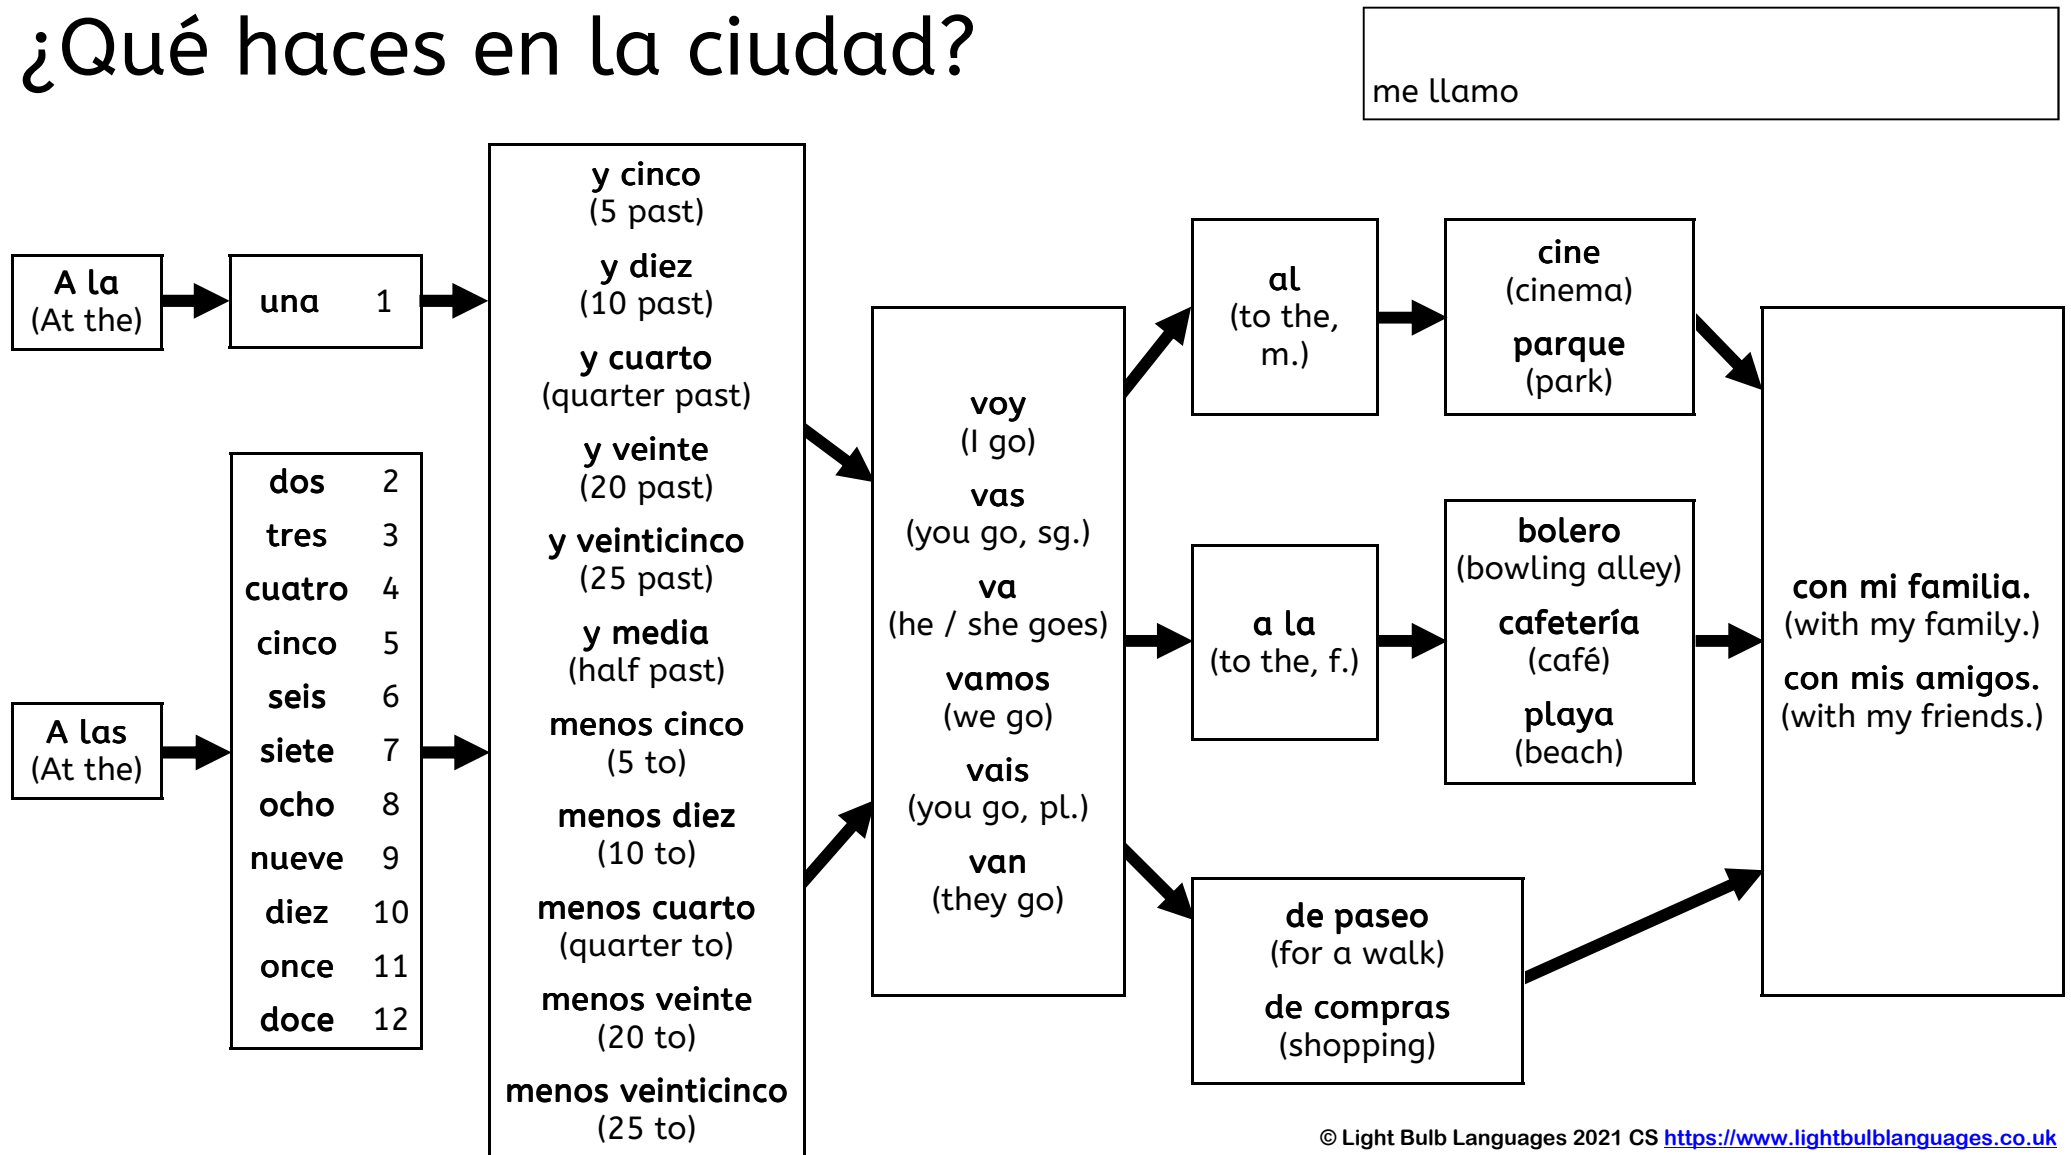 ¿Qué haces en la ciudad?
me llamo
A la
(At the)
una 1
A las
(At the)
dos 2
tres 3
cuatro 4
cinco 5
seis 6
siete 7
ocho 8
nueve 9
diez 10
once 11
doce 12
y cinco
(5 past)
y diez
(10 past)
y cuarto
(quarter past)
y veinte
(20 past)
y veinticinco
(25 past)
y media
(half past)
menos cinco
(5 to)
menos diez
(10 to)
menos cuarto
(quarter to)
menos veinte
(20 to)
menos veinticinco
(25 to)
voy
(I go)
vas
(you go, sg.)
va
(he / she goes)
vamos
(we go)
vais
(you go, pl.)
van
(they go)
al
(to the,
m.)
cine
(cinema)
parque
(park)
a la
(to the, f.)
bolero
(bowling alley)
cafetería
(café)
playa
(beach)
de paseo
(for a walk)
de compras
(shopping)
con mi familia.
(with my family.)
con mis amigos.
(with my friends.)
© Light Bulb Languages 2021 CS https://www.lightbulblanguages.co.uk